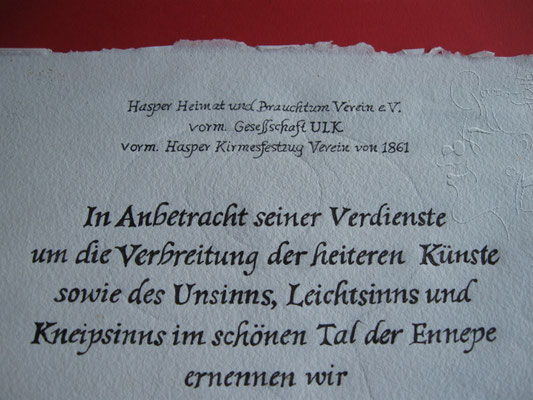 Hasper Heimat und Brauchtum Verein e.V.
vorm. Gesellschaft ULK
vorm. Hasper Kirmesfestzug Verein von 1861
In Anbetracht seiner Verdienste
um die Verbreitung der heiteren Künste
sowie des Unsinns, Leichtsinns und
Kneipsinns im schönen Tal der Ennepe
ernennen wir